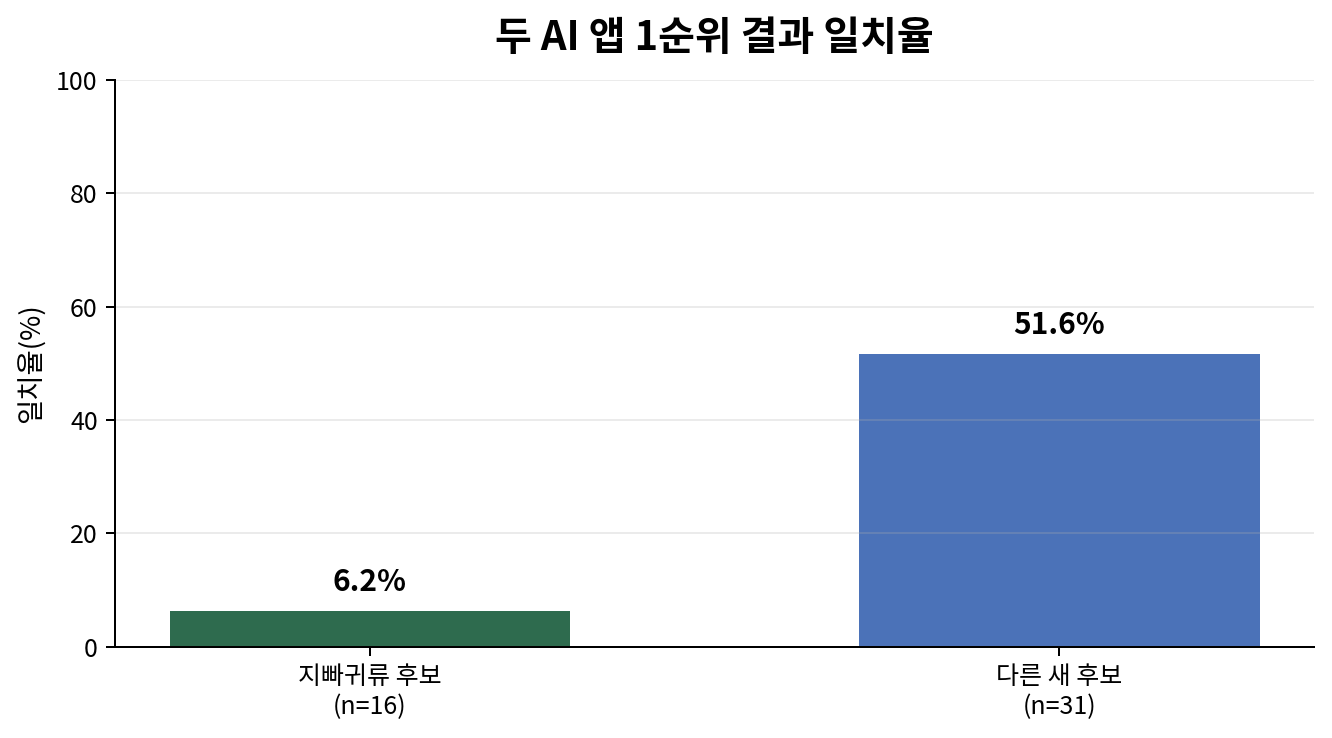 두 AI 앱 1순위 결과 일치율
일치율(%)
100
80
60
40
20
0
6.2%
51.6%
지빠귀류 후보
(n=16)
다른 새 후보
(n=31)